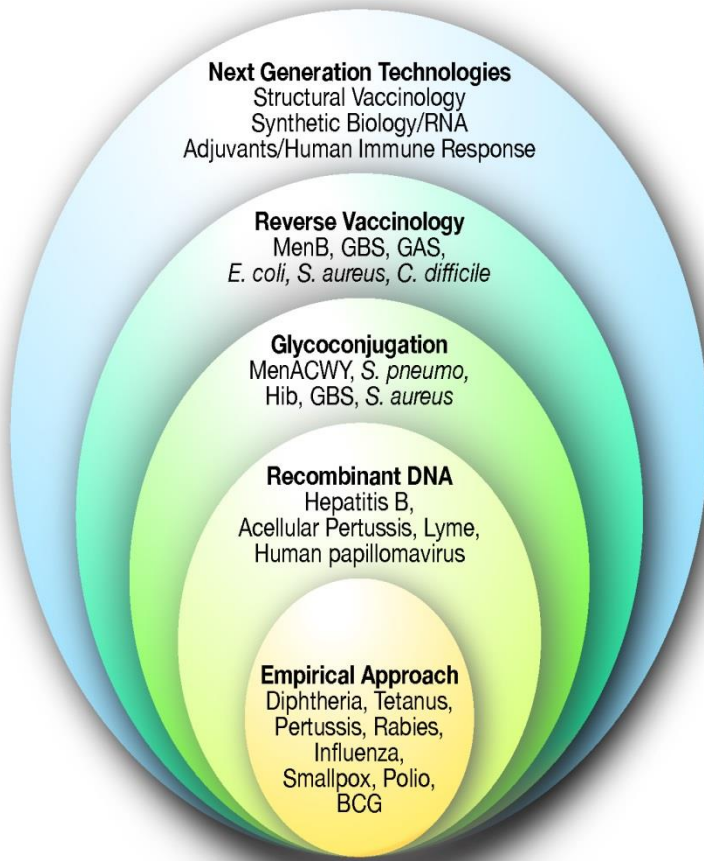 Next Generation Technologies
Structural Vaccinology
Synthetic Biology/RNA
Adjuvants/Human Immune Response
Reverse Vaccinology
MenB, GBS, GAS,
E. coli, S. aureus, C. difficile
Glycoconjugation
MenACWY, S. pneumo,
Hib, GBS, S. aureus
Recombinant DNA
Hepatitis B,
Acellular Pertussis, Lyme,
Human papillomavirus
Empirical Approach
Diphtheria, Tetanus,
Pertussis, Rabies,
Influenza,
Smallpox, Polio,
BCG